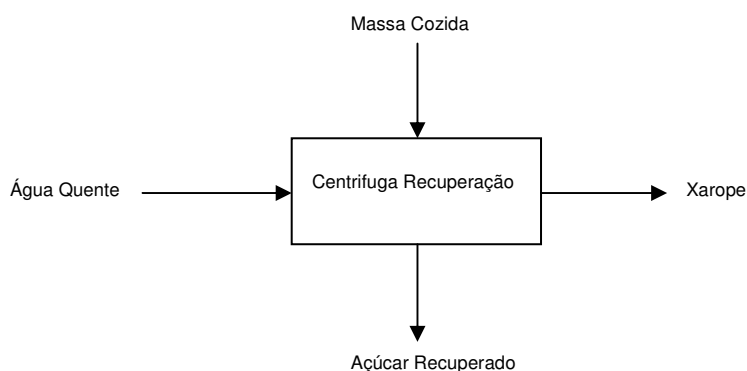 Massa Cozida
Água Quente
Centrifuga Recuperação
Xarope
Açúcar Recuperado